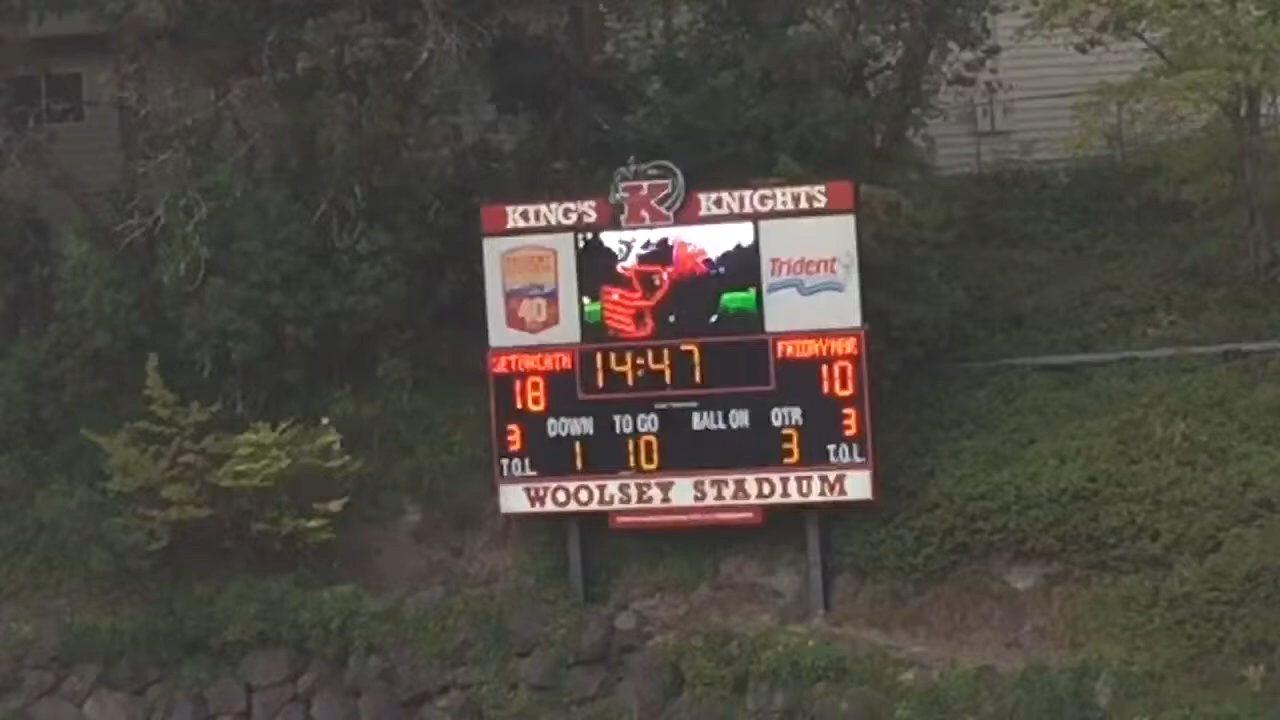 KING'S K KNIGHTS
40
Trident
14:47
18
10
DOWN TO GO BALL ON QTR
3 1 10 3 3
T.O.L. T.O.L.
WOOLSEY STADIUM